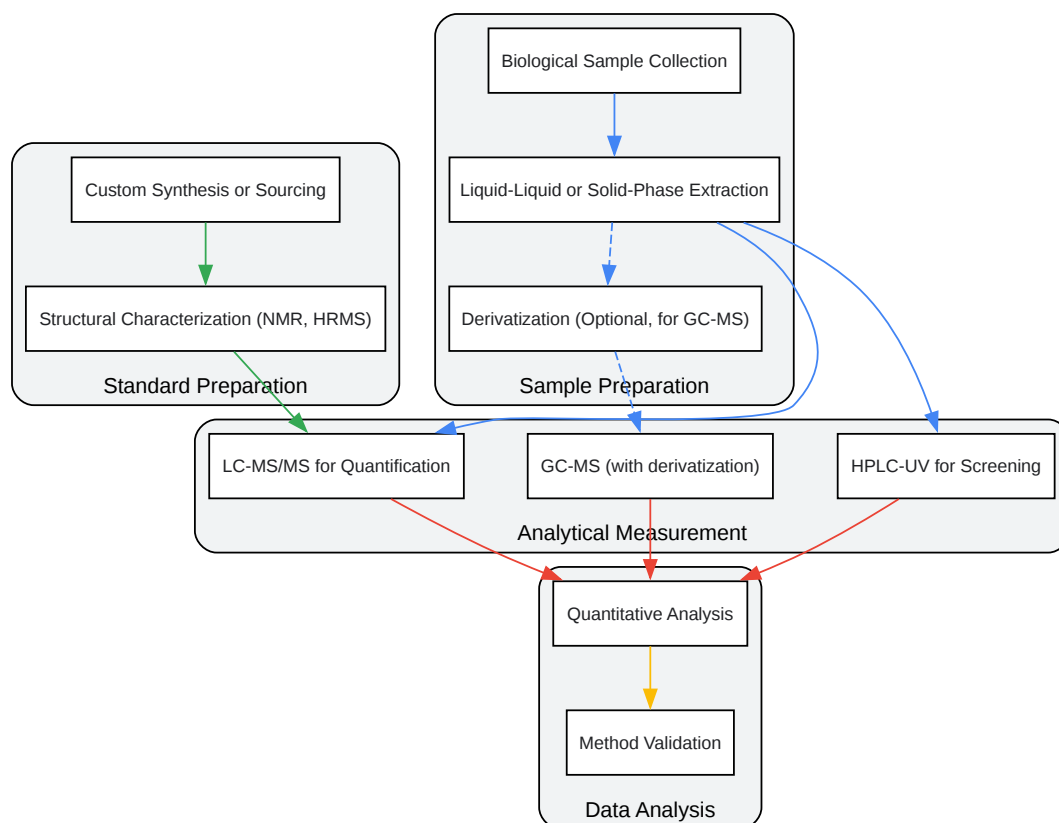 Biological Sample Collection
Custom Synthesis or Sourcing
Liquid-Liquid or Solid-Phase Extraction
Structural Characterization (NMR, HRMS)
Derivatization (Optional, for GC-MS)
Standard Preparation
Sample Preparation
LC-MS/MS for Quantification
GC-MS (with derivatization)
HPLC-UV for Screening
Analytical Measurement
Quantitative Analysis
Method Validation
Data Analysis